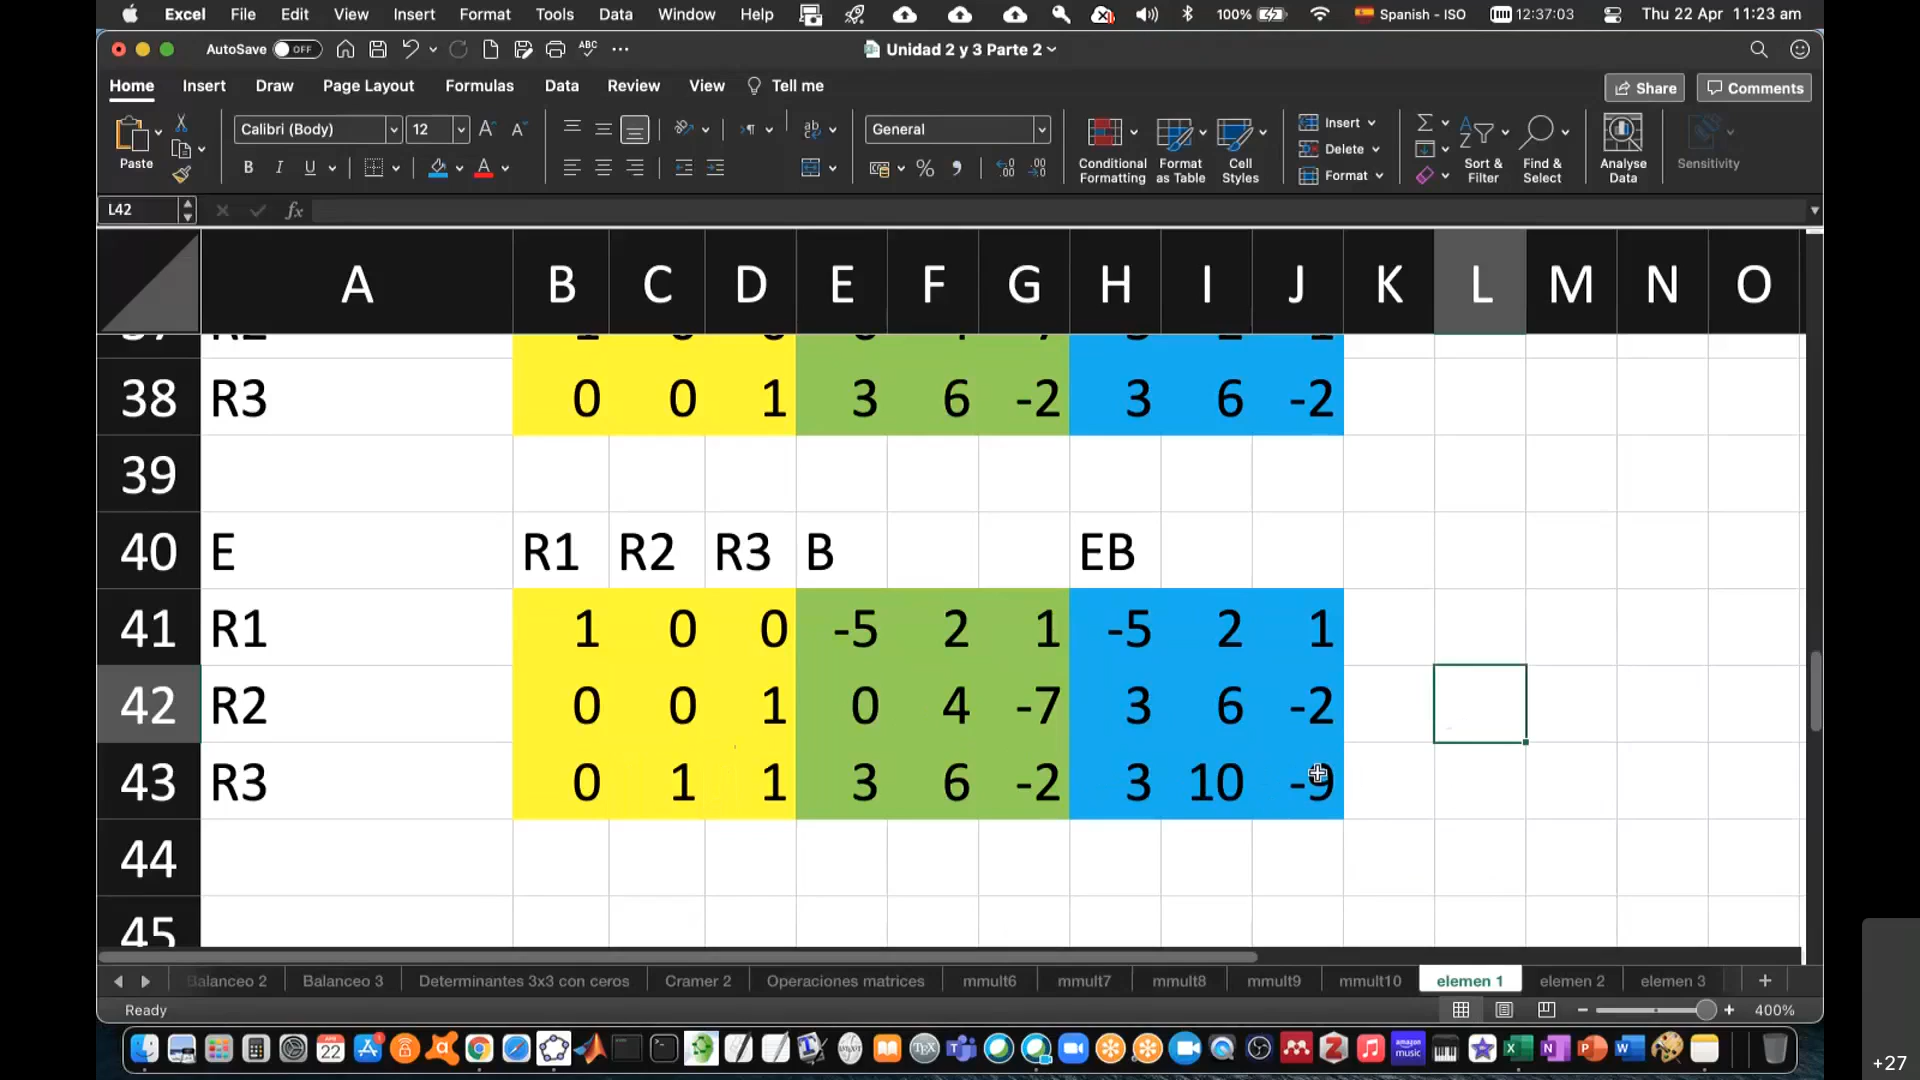 Excel File Edit View Insert Format Tools Data Window Help 100% Spanish - ISO 12:37:03 Thu 22 Apr 11:23 am
AutoSave OFF ABC ... Unidad 2 y 3 Parte 2
Home Insert Draw Page Layout Formulas Data Review View Tell me Share Comments
Paste Calibri (Body) 12 General Conditional Formatting Format as Table Cell Styles Insert Delete Format Sort & Filter Find & Select Analyse Data Sensitivity
L42 fx
A B C D E F G H I J K L M N O
38 R3 0 0 1 3 6 -2 3 6 -2
39
40 E R1 R2 R3 B EB
41 R1 1 0 0 -5 2 1 -5 2 1
42 R2 0 0 1 0 4 -7 3 6 -2
43 R3 0 1 1 3 6 -2 3 10 -9
44
45
Balanceo 2 Balanceo 3 Determinantes 3x3 con ceros Cramer 2 Operaciones matrices mmult6 mmult7 mmult8 mmult9 mmult10 elemen 1 elemen 2 elemen 3 +
Ready 400%
+27